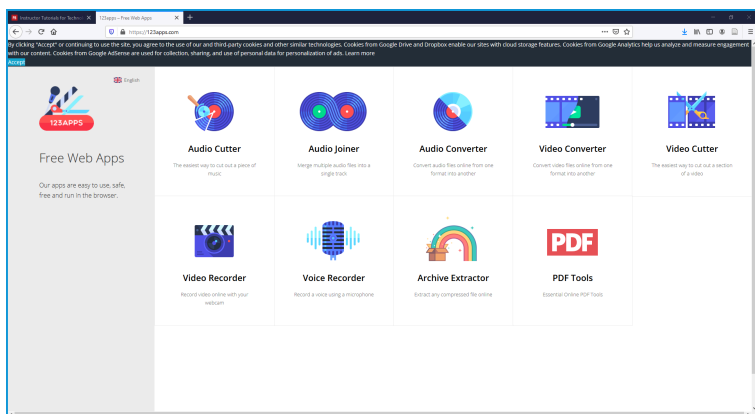 Instructor Tutorials for Tech
123apps – Free Web Apps
https://123apps.com
By clicking "Accept" or continuing to use the site, you agree to the use of our and third-party cookies and other similar technologies. Cookies from Google Drive and Dropbox enable our sites with cloud storage features. Cookies from Google Analytics help us analyze and measure engagement
with our content. Cookies from Google AdSense are used for collection, sharing, and use of personal data for personalization of ads. Learn more
Accept
English
123APPS
Free Web Apps
Our apps are easy to use, safe,
free and run in the browser.
Audio Cutter
The easiest way to cut out a piece of
music
Audio Joiner
Merge multiple audio files into a
single track
Audio Converter
Convert audio files online from one
format into another
Video Converter
Convert video files online from one
format into another
Video Cutter
The easiest way to cut out a section
of a video
Video Recorder
Record video online with your
webcam
Voice Recorder
Record a voice using a microphone
Archive Extractor
Extract any compressed file online
PDF
PDF Tools
Essential Online PDF Tools